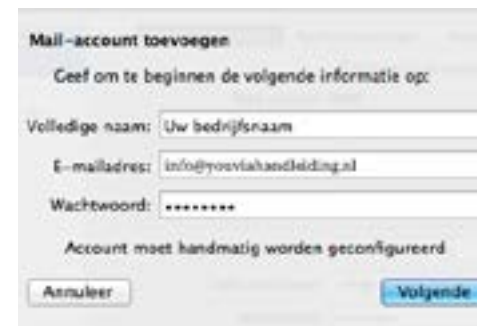 Mail-account toevoegen
Geef om te beginnen de volgende informatie op:
Volledige naam: Uw bedrijfsnaam
E-mailadres: info@youviahandleiding.nl
Wachtwoord: ••••••••
Account moet handmatig worden geconfigureerd
Annuleer Volgende